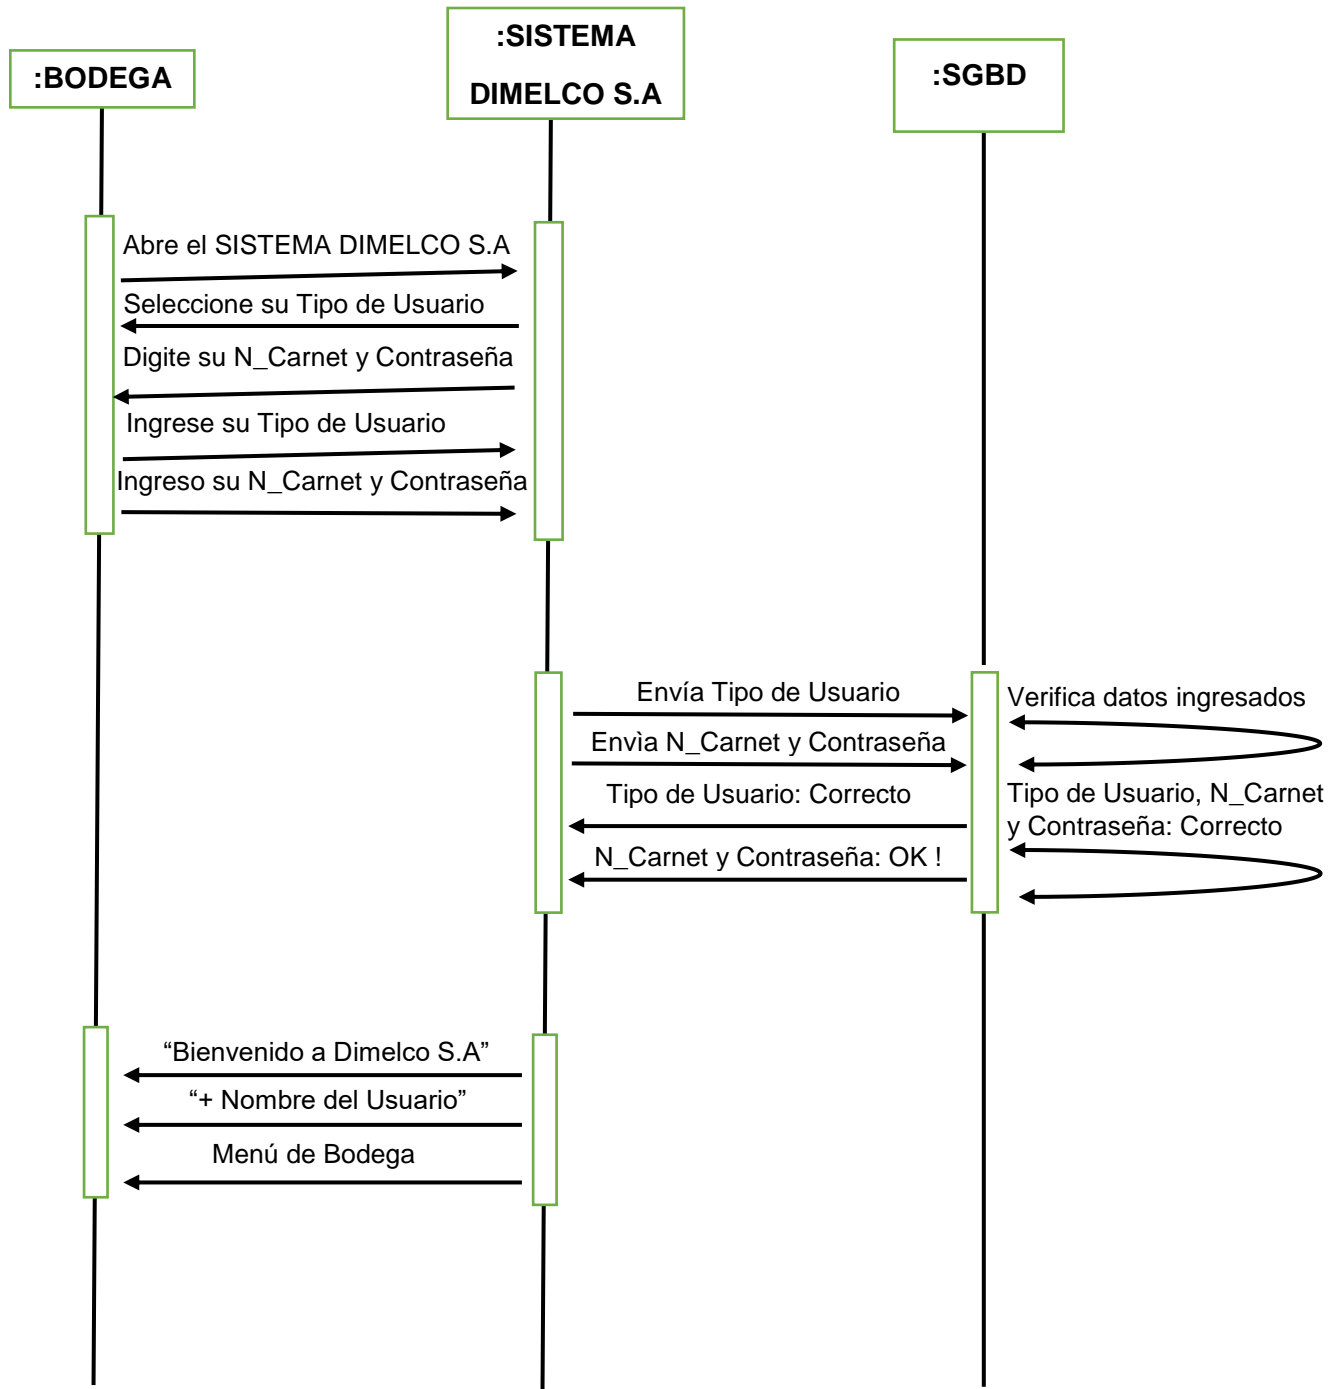 :BODEGA
:SISTEMA
DIMELCO S.A
:SGBD
Abre el SISTEMA DIMELCO S.A
Seleccione su Tipo de Usuario
Digite su N_Carnet y Contraseña
Ingrese su Tipo de Usuario
Ingreso su N_Carnet y Contraseña
Envía Tipo de Usuario
Verifica datos ingresados
Envìa N_Carnet y Contraseña
Tipo de Usuario: Correcto
Tipo de Usuario, N_Carnet
y Contraseña: Correcto
N_Carnet y Contraseña: OK !
“Bienvenido a Dimelco S.A”
“+ Nombre del Usuario”
Menú de Bodega